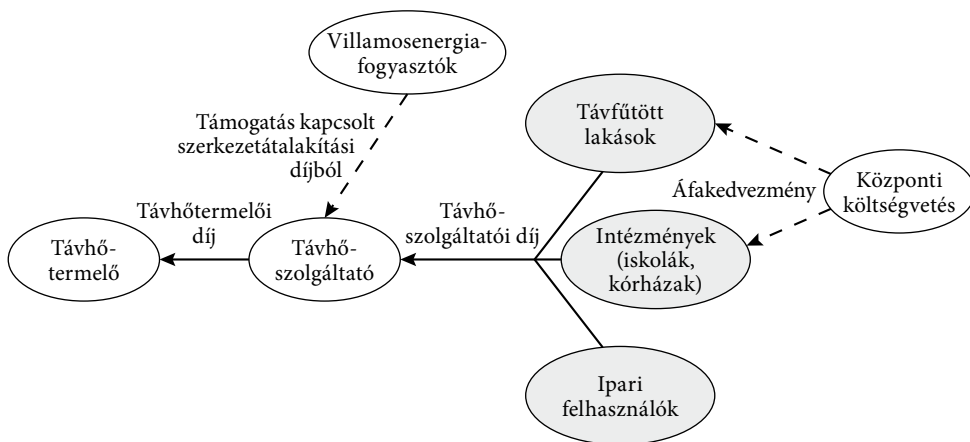 Villamosenergia-
fogyasztók
Támogatás kapcsolt
szerkezetátalakítási
díjból
Távfűtött
lakások
Áfakedvezmény
Központi
költségvetés
Távhőtermelői
díj
Távhő-
szolgáltatói díj
Távhő-
termelő
Távhő-
szolgáltató
Intézmények
(iskolák,
kórházak)
Ipari
felhasználók